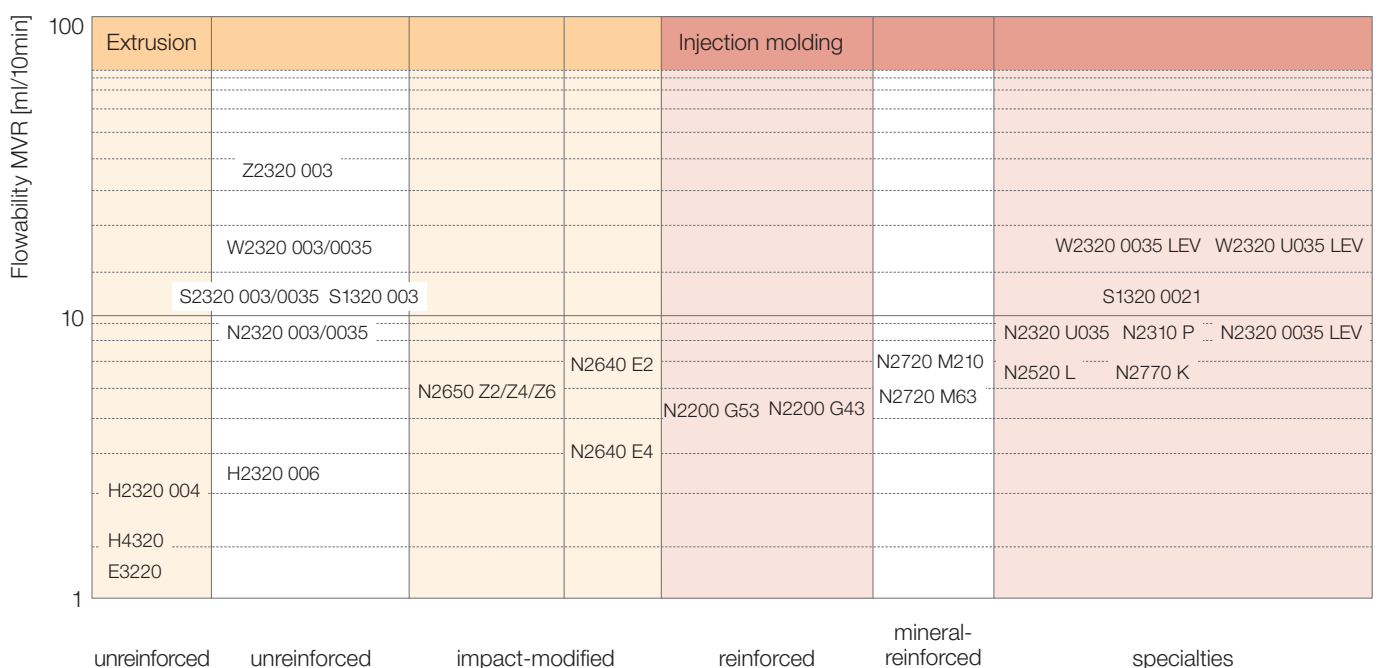 Flowability MVR [ml/10min]
100
Extrusion
Injection molding
Z2320 003
W2320 003/0035
W2320 0035 LEV W2320 U035 LEV
S2320 003/0035 S1320 003
S1320 0021
10
N2320 003/0035
N2320 U035 N2310 P N2320 0035 LEV
N2640 E2
N2720 M210
N2520 L N2770 K
N2650 Z2/Z4/Z6
N2720 M63
N2200 G53 N2200 G43
N2640 E4
H2320 006
H2320 004
H4320
E3220
1
mineral-
unreinforced unreinforced impact-modified reinforced reinforced specialties